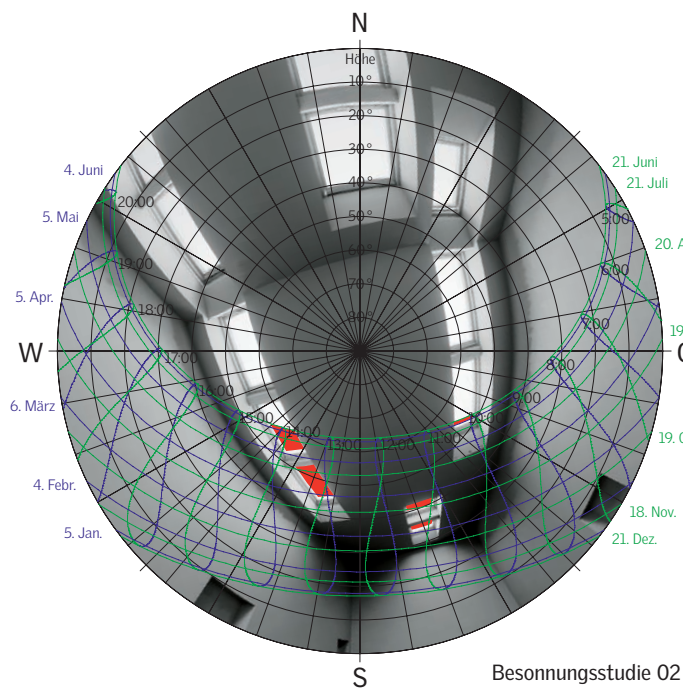 N
Höhe
10°
20°
30°
40°
50°
60°
70°
80°
4. Juni
5. Mai
5. Apr.
W
6. März
4. Febr.
5. Jan.
21. Juni
21. Juli
20. A
19
O
19. O
18. Nov.
21. Dez.
20:00
19:00
18:00
17:00
16:00
15:00
14:00
13:00
12:00
11:00
10:00
9:00
8:00
7:00
6:00
5:00
S
Besonnungsstudie 02